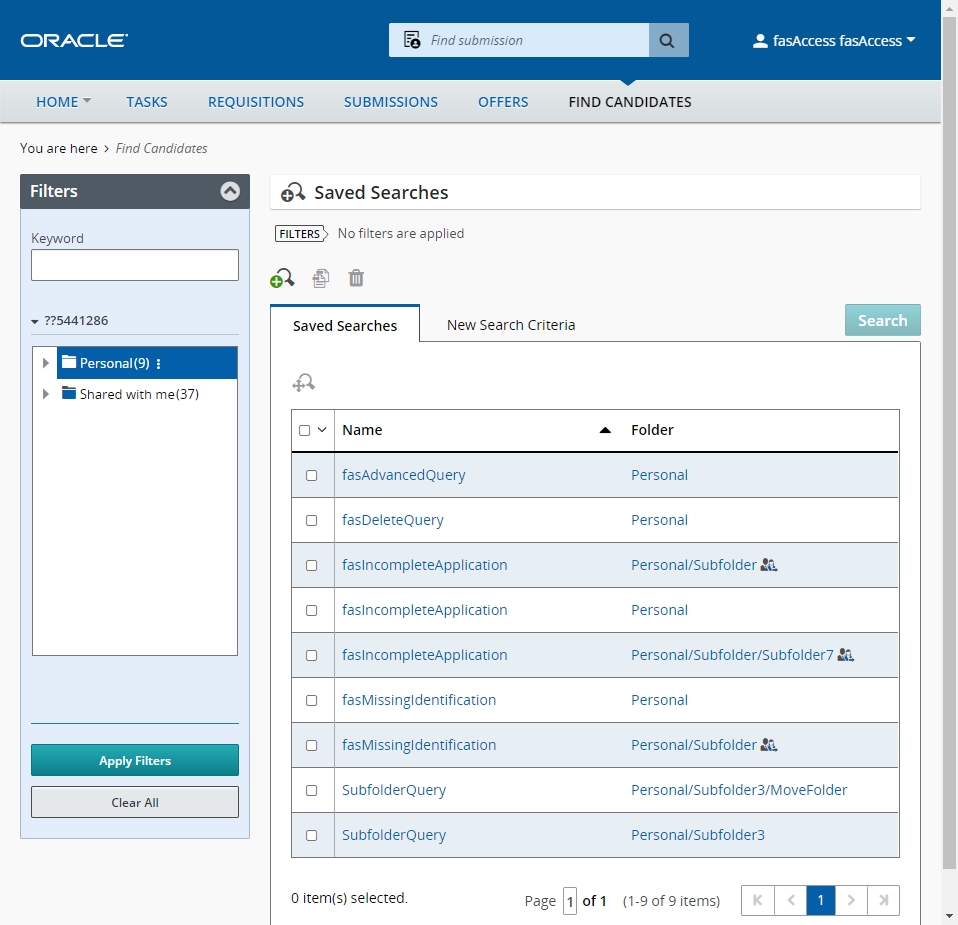 ORACLE
Find submission
fasAccess fasAccess
HOME TASKS REQUISITIONS SUBMISSIONS OFFERS FIND CANDIDATES
You are here › Find Candidates
Filters
Keyword
??5441286
Personal(9)
Shared with me(37)
Apply Filters
Clear All
Saved Searches
FILTERS No filters are applied
Saved Searches New Search Criteria Search
Name Folder
fasAdvancedQuery Personal
fasDeleteQuery Personal
fasIncompleteApplication Personal/Subfolder
fasIncompleteApplication Personal
fasIncompleteApplication Personal/Subfolder/Subfolder7
fasMissingIdentification Personal
fasMissingIdentification Personal/Subfolder
SubfolderQuery Personal/Subfolder3/MoveFolder
SubfolderQuery Personal/Subfolder3
0 item(s) selected. Page 1 of 1 (1-9 of 9 items) 1